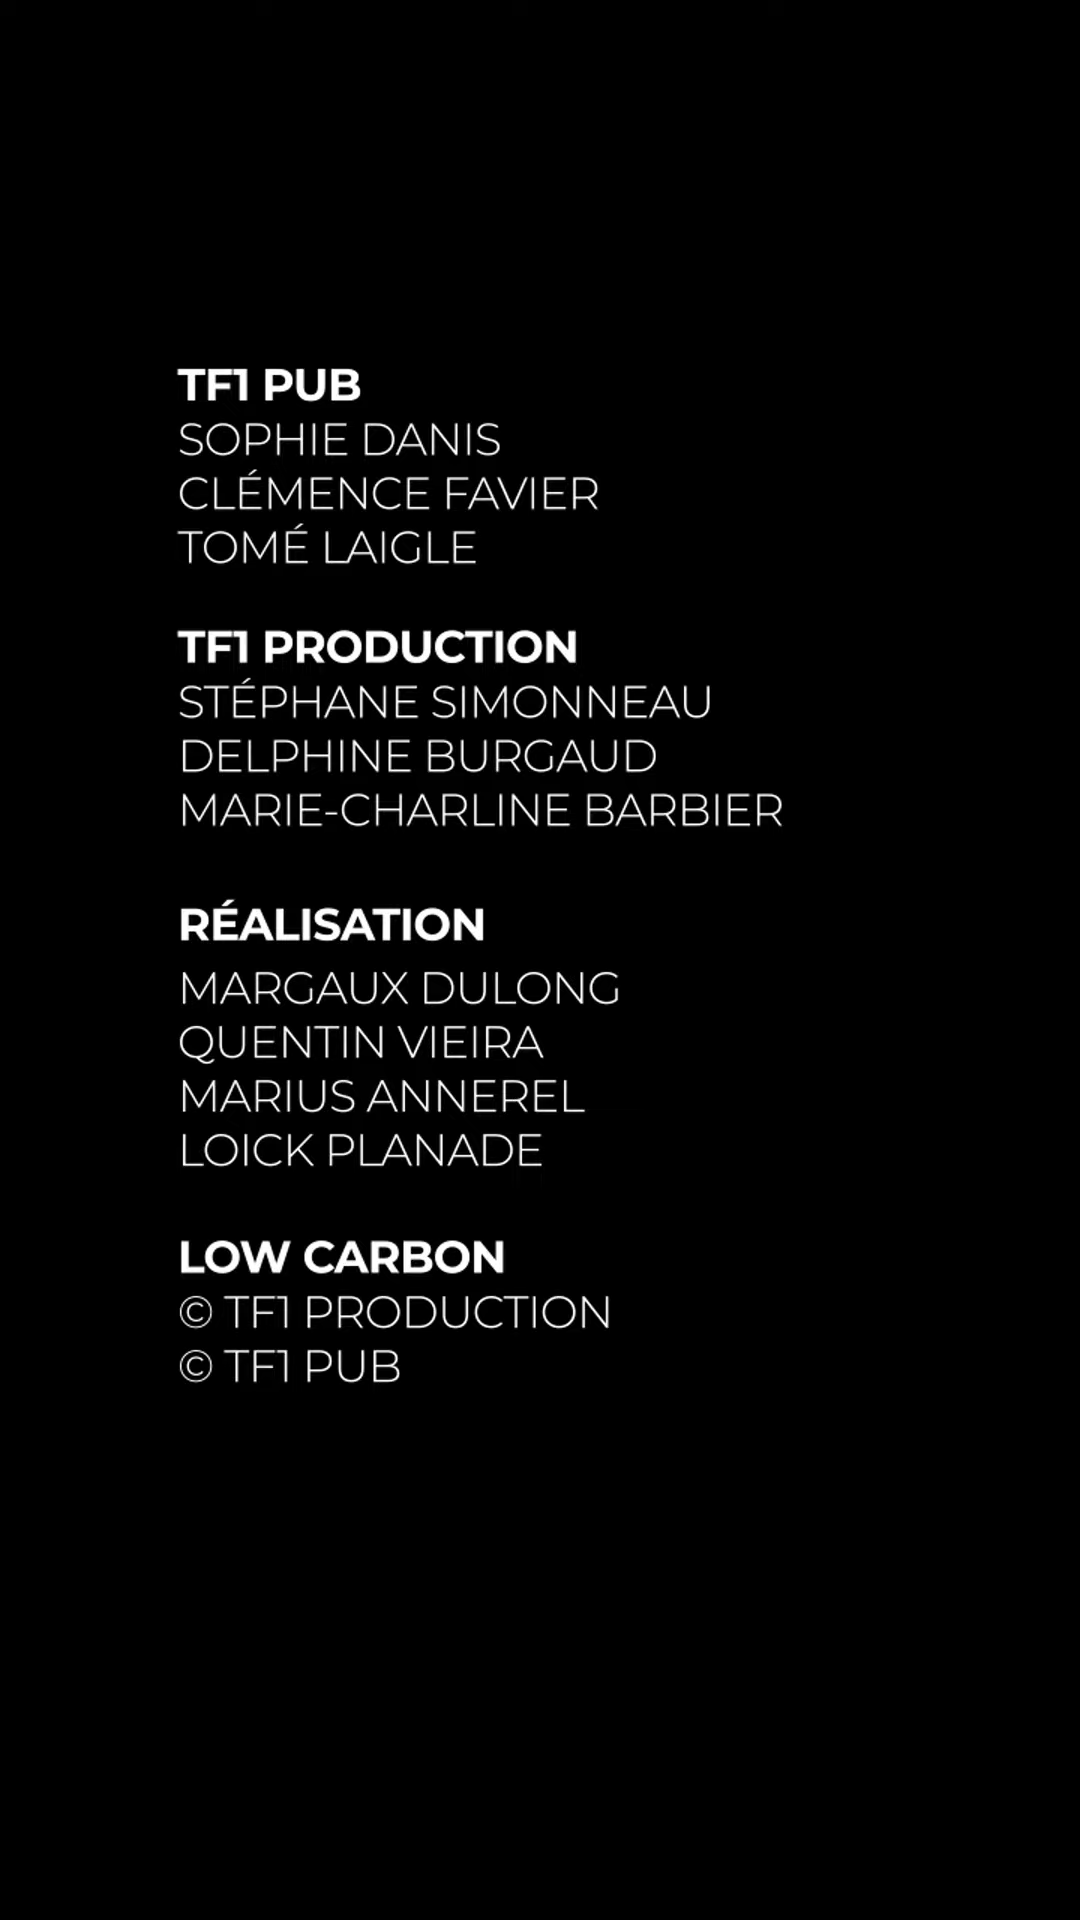 TF1 PUB
SOPHIE DANIS
CLÉMENCE FAVIER
TOMÉ LAIGLE
TF1 PRODUCTION
STÉPHANE SIMONNEAU
DELPHINE BURGAUD
MARIE-CHARLINE BARBIER
RÉALISATION
MARGAUX DULONG
QUENTIN VIEIRA
MARIUS ANNEREL
LOICK PLANADE
LOW CARBON
© TF1 PRODUCTION
© TF1 PUB